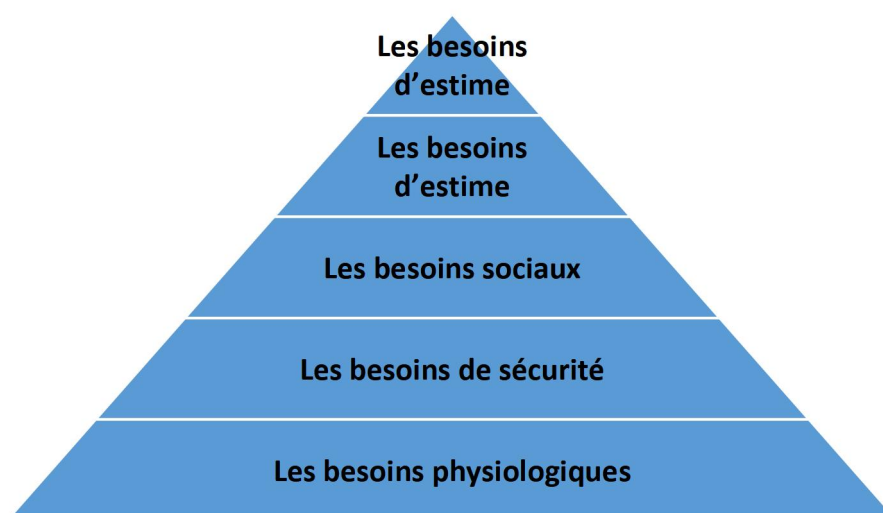 Les besoins
d’estime
Les besoins
d’estime
Les besoins sociaux
Les besoins de sécurité
Les besoins physiologiques